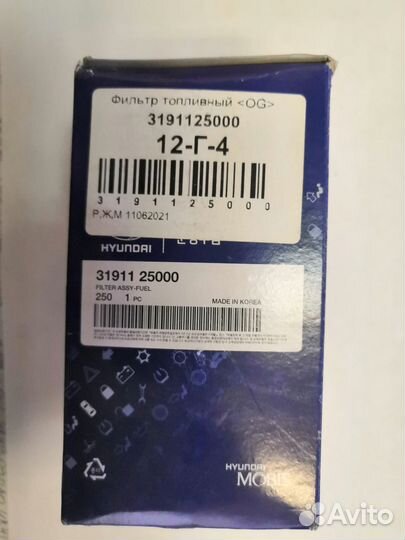 Фильтр топливный <OG>
3191125000
12-Г-4
3191125000
Р,Ж,М 11062021
HYUNDAI
31911 25000
FILTER ASSY-FUEL
250 1 PC
MADE IN KOREA
HYUNDAI
MOBIS
Avito